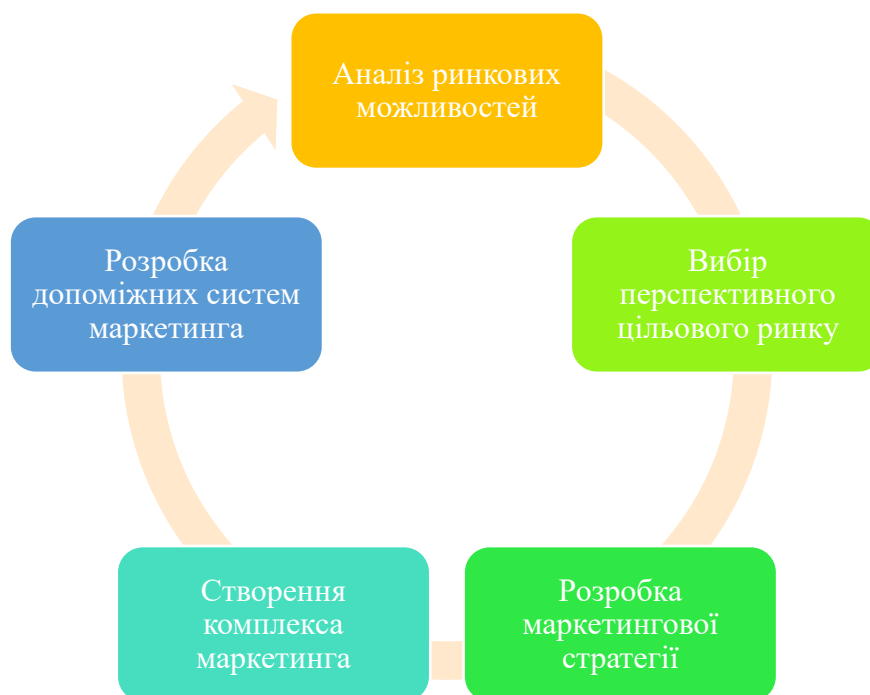 Аналіз ринкових
можливостей
Вибір
перспективного
цільового ринку
Розробка
маркетингової
стратегії
Створення
комплекса
маркетинга
Розробка
допоміжних систем
маркетинга